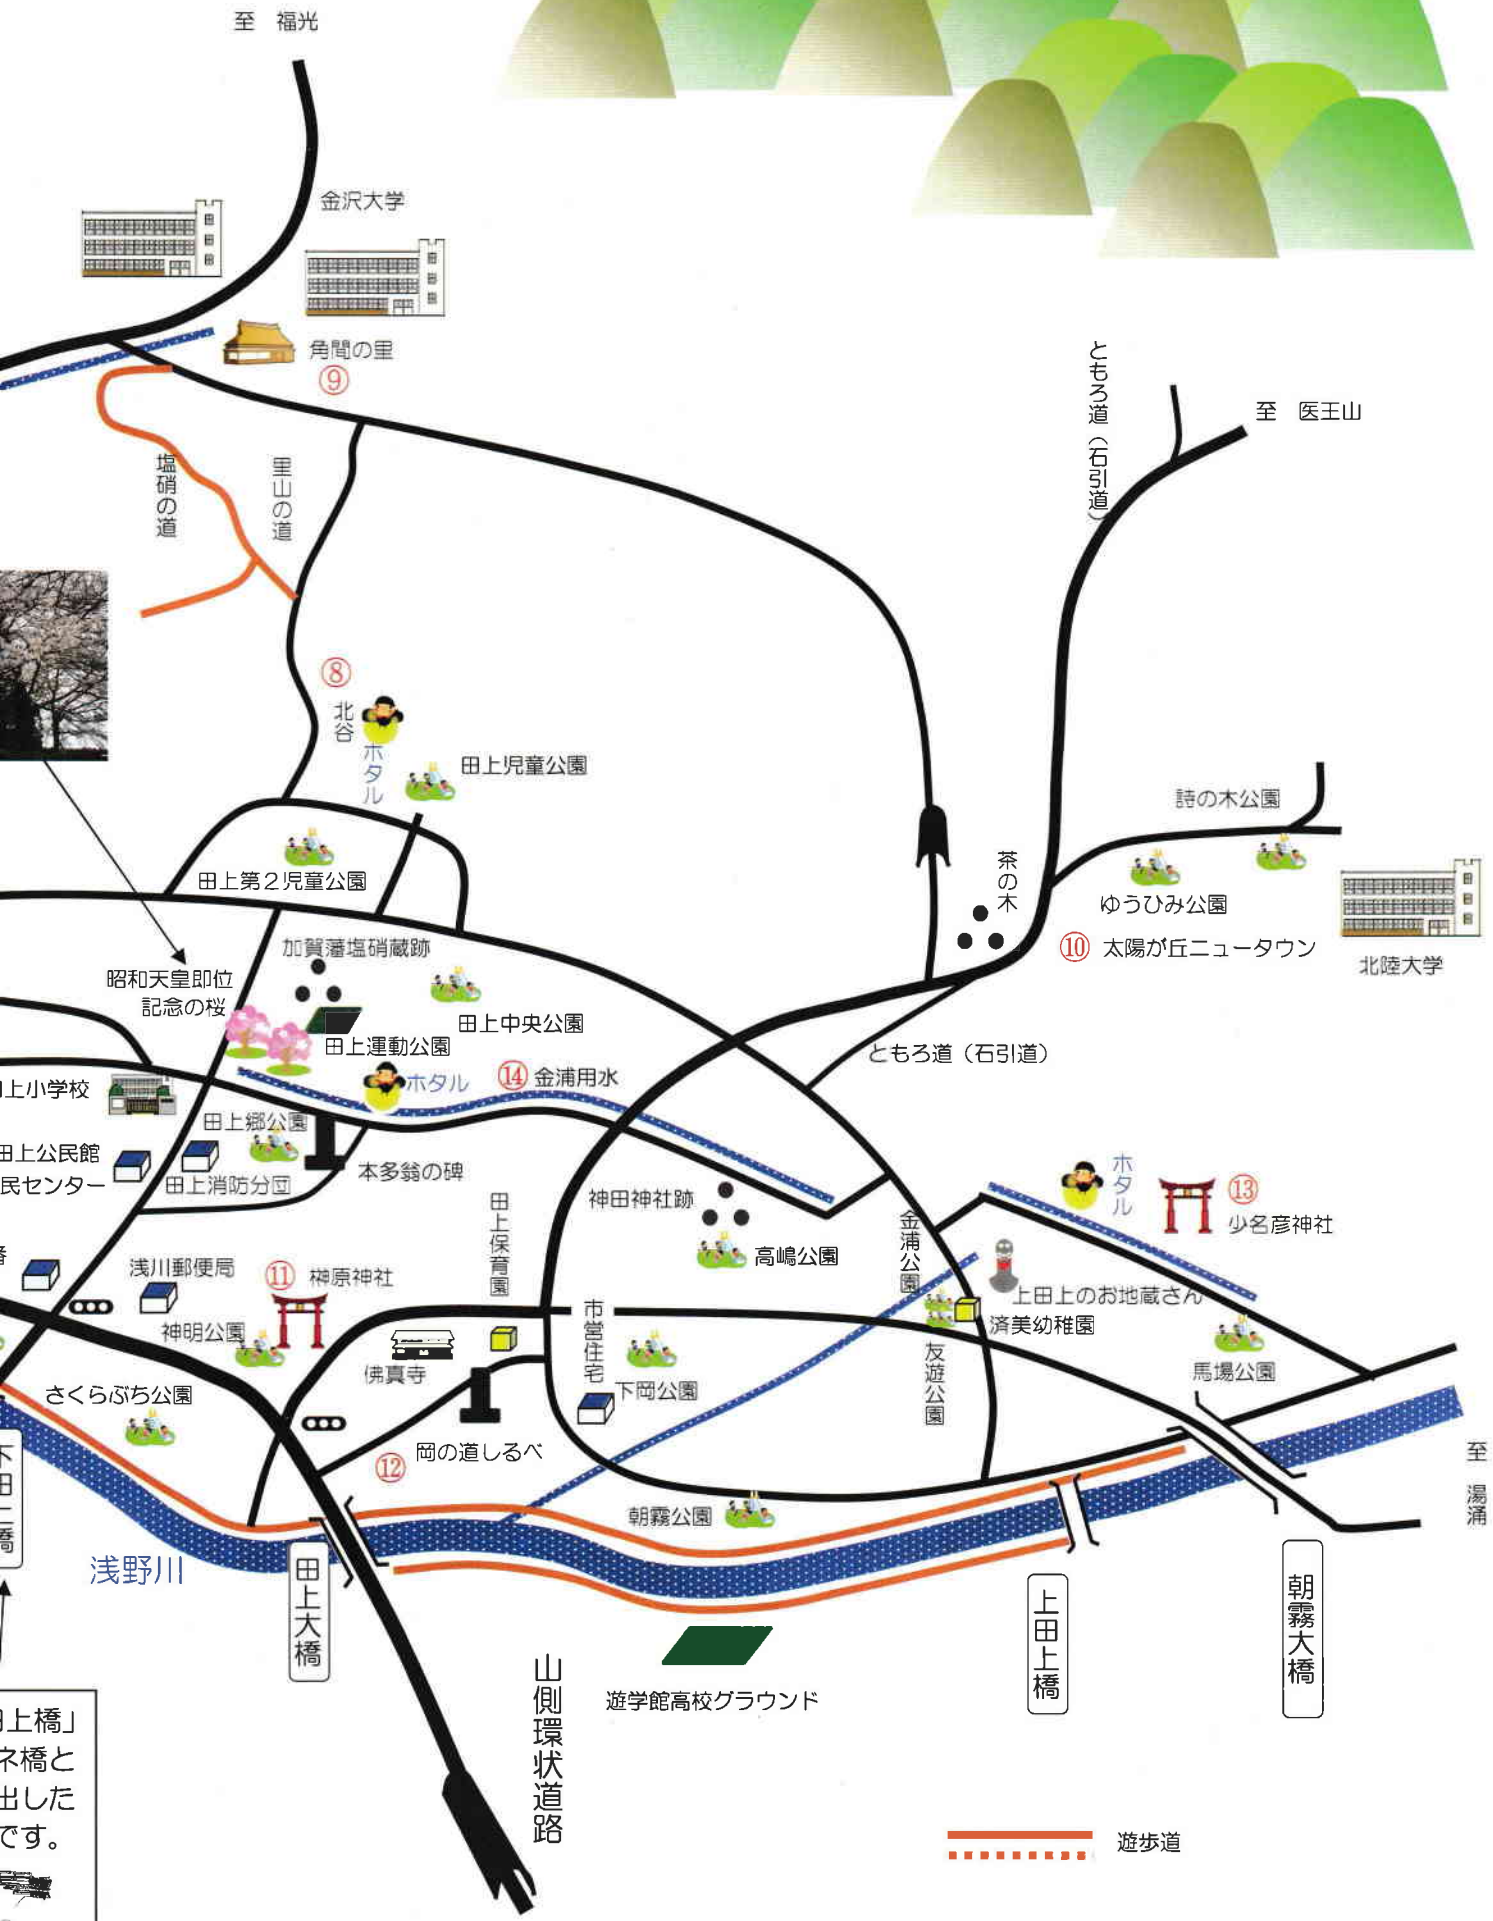 至 福光
金沢大学
角間の里
⑨
ともろ道（石引道）
至 医王山
塩硝の道
里山の道
⑧
北谷
ホタル
田上児童公園
詩の木公園
田上第2児童公園
茶の木
ゆうひみ公園
⑩ 太陽が丘ニュータウン
北陸大学
加賀藩塩硝蔵跡
昭和天皇即位
記念の桜
田上中央公園
田上運動公園
ともろ道（石引道）
ホタル
⑭ 金浦用水
上小学校
田上郷公園
田上公民館
民センター
田上消防分団
本多翁の碑
田上保育園
神田神社跡
高嶋公園
金浦公園
ホタル
⑬
少名彦神社
浅川郵便局
⑪ 榊原神社
神明公園
市営住宅
上田上のお地蔵さん
済美幼稚園
佛真寺
下岡公園
友遊公園
馬場公園
さくらぶち公園
岡の道しるべ
⑫
朝霧公園
至 湯涌
浅野川
田上大橋
上田上橋
朝霧大橋
山側環状道路
遊学館高校グラウンド
上橋」
ネ橋と
出した
です。
遊歩道